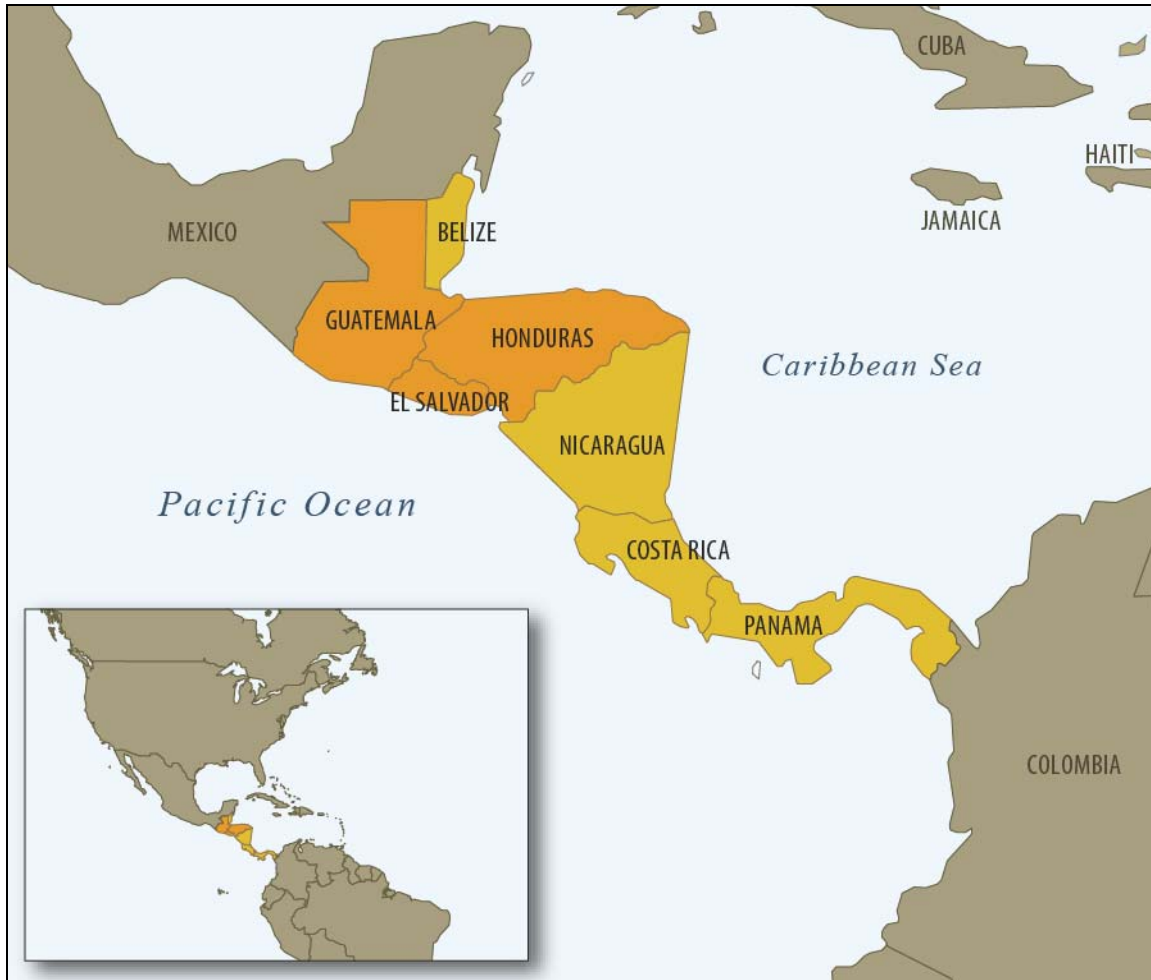 CUBA
HAITI
JAMAICA
MEXICO
BELIZE
GUATEMALA
HONDURAS
Caribbean Sea
EL SALVADOR
NICARAGUA
Pacific Ocean
COSTA RICA
PANAMA
COLOMBIA